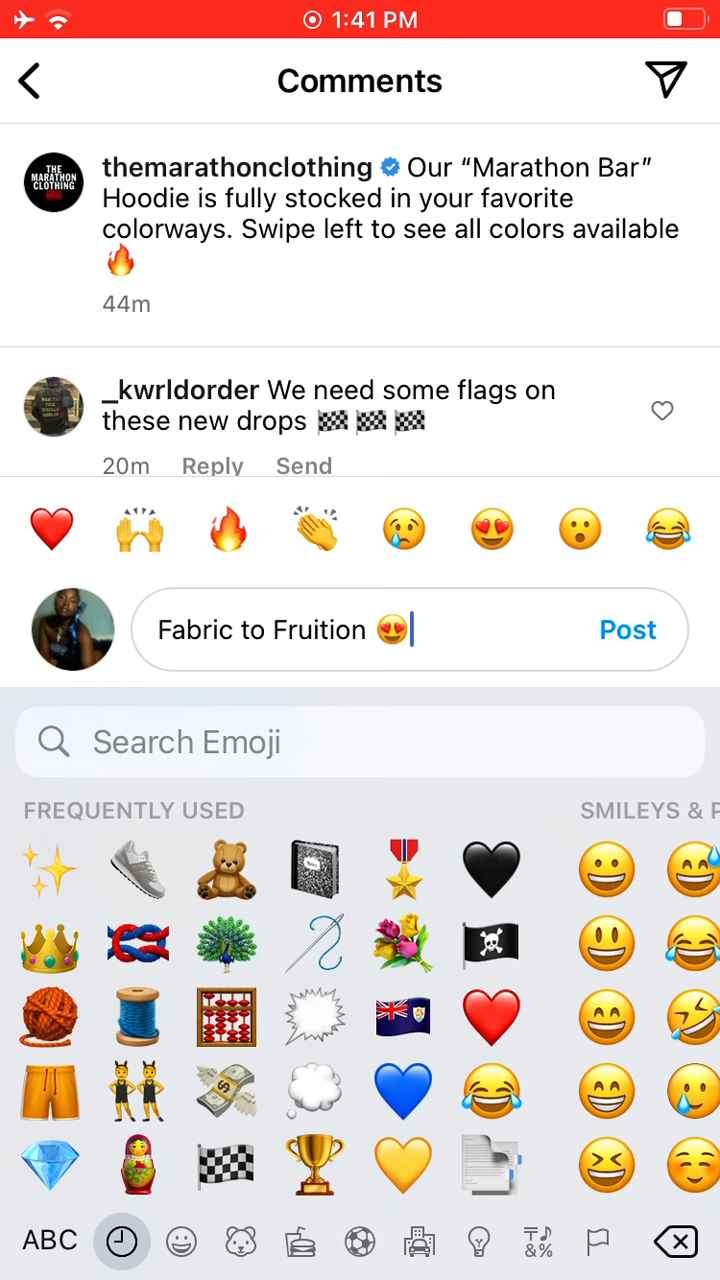 1:41 PM
Comments
THE
MARATHON
CLOTHING
themarathonclothing Our “Marathon Bar”
Hoodie is fully stocked in your favorite
colorways. Swipe left to see all colors available
🔥
44m
_kwrldorder We need some flags on
these new drops 🏁 🏁 🏁
20m Reply Send
Fabric to Fruition 😍
Post
Search Emoji
FREQUENTLY USED
SMILEYS & P
ABC